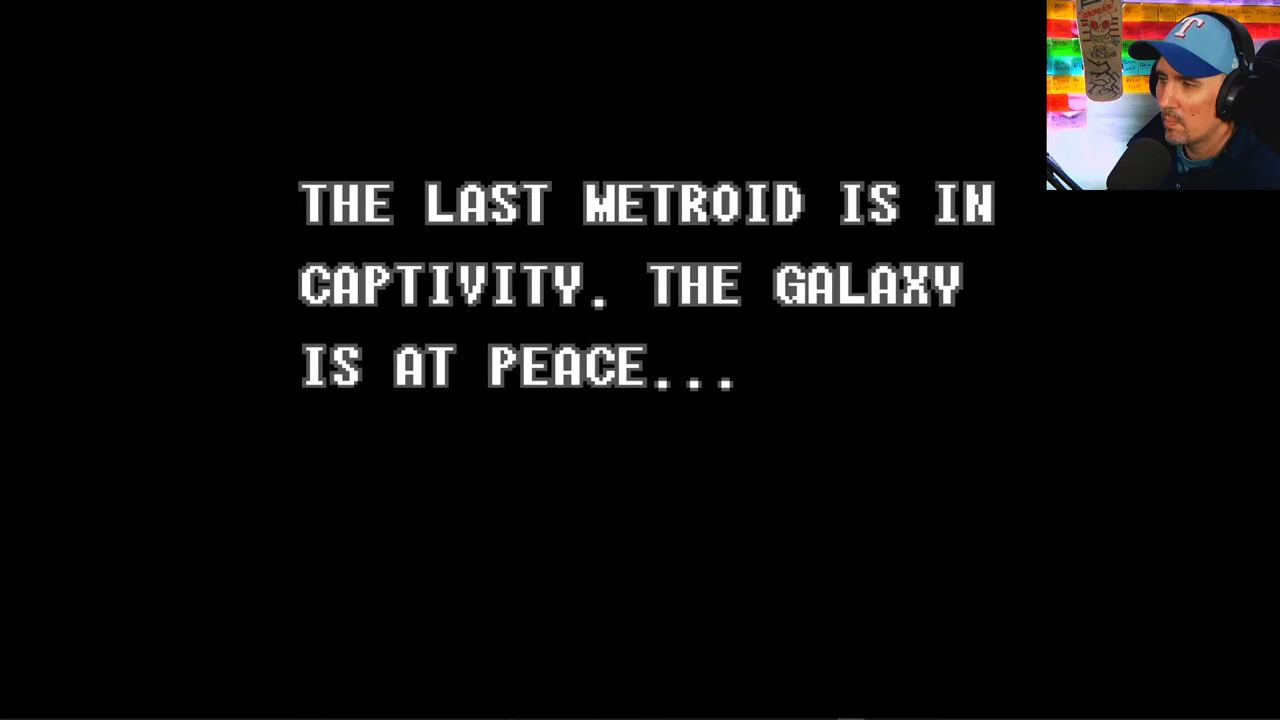 THE LAST METROID IS IN
CAPTIVITY. THE GALAXY
IS AT PEACE...
T